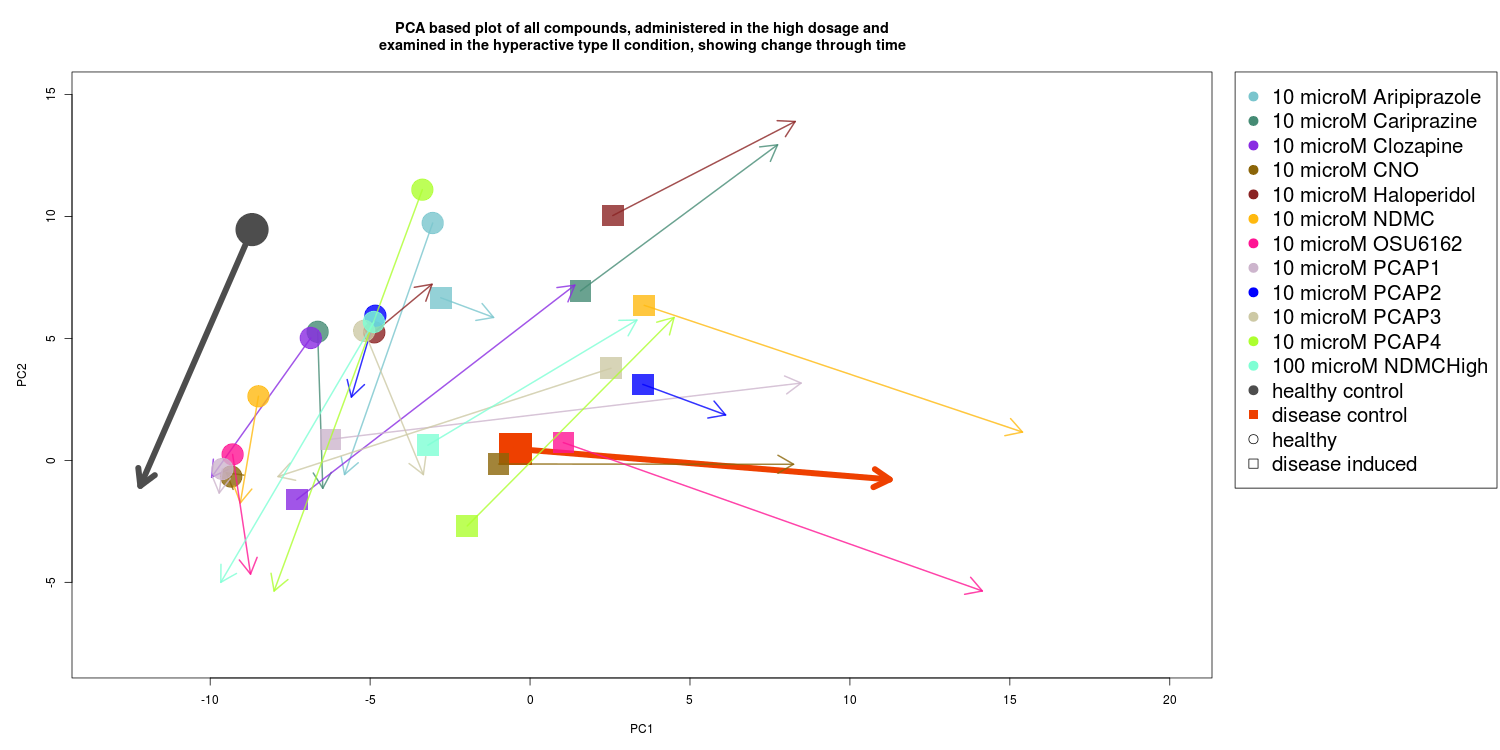 PCA based plot of all compounds, administered in the high dosage and
examined in the hyperactive type II condition, showing change through time
15
10
5
0
-5
PC2
-10
-5
0
5
10
15
20
PC1
10 microM Aripiprazole
10 microM Cariprazine
10 microM Clozapine
10 microM CNO
10 microM Haloperidol
10 microM NDMC
10 microM OSU6162
10 microM PCAP1
10 microM PCAP2
10 microM PCAP3
10 microM PCAP4
100 microM NDMCHigh
healthy control
disease control
healthy
disease induced